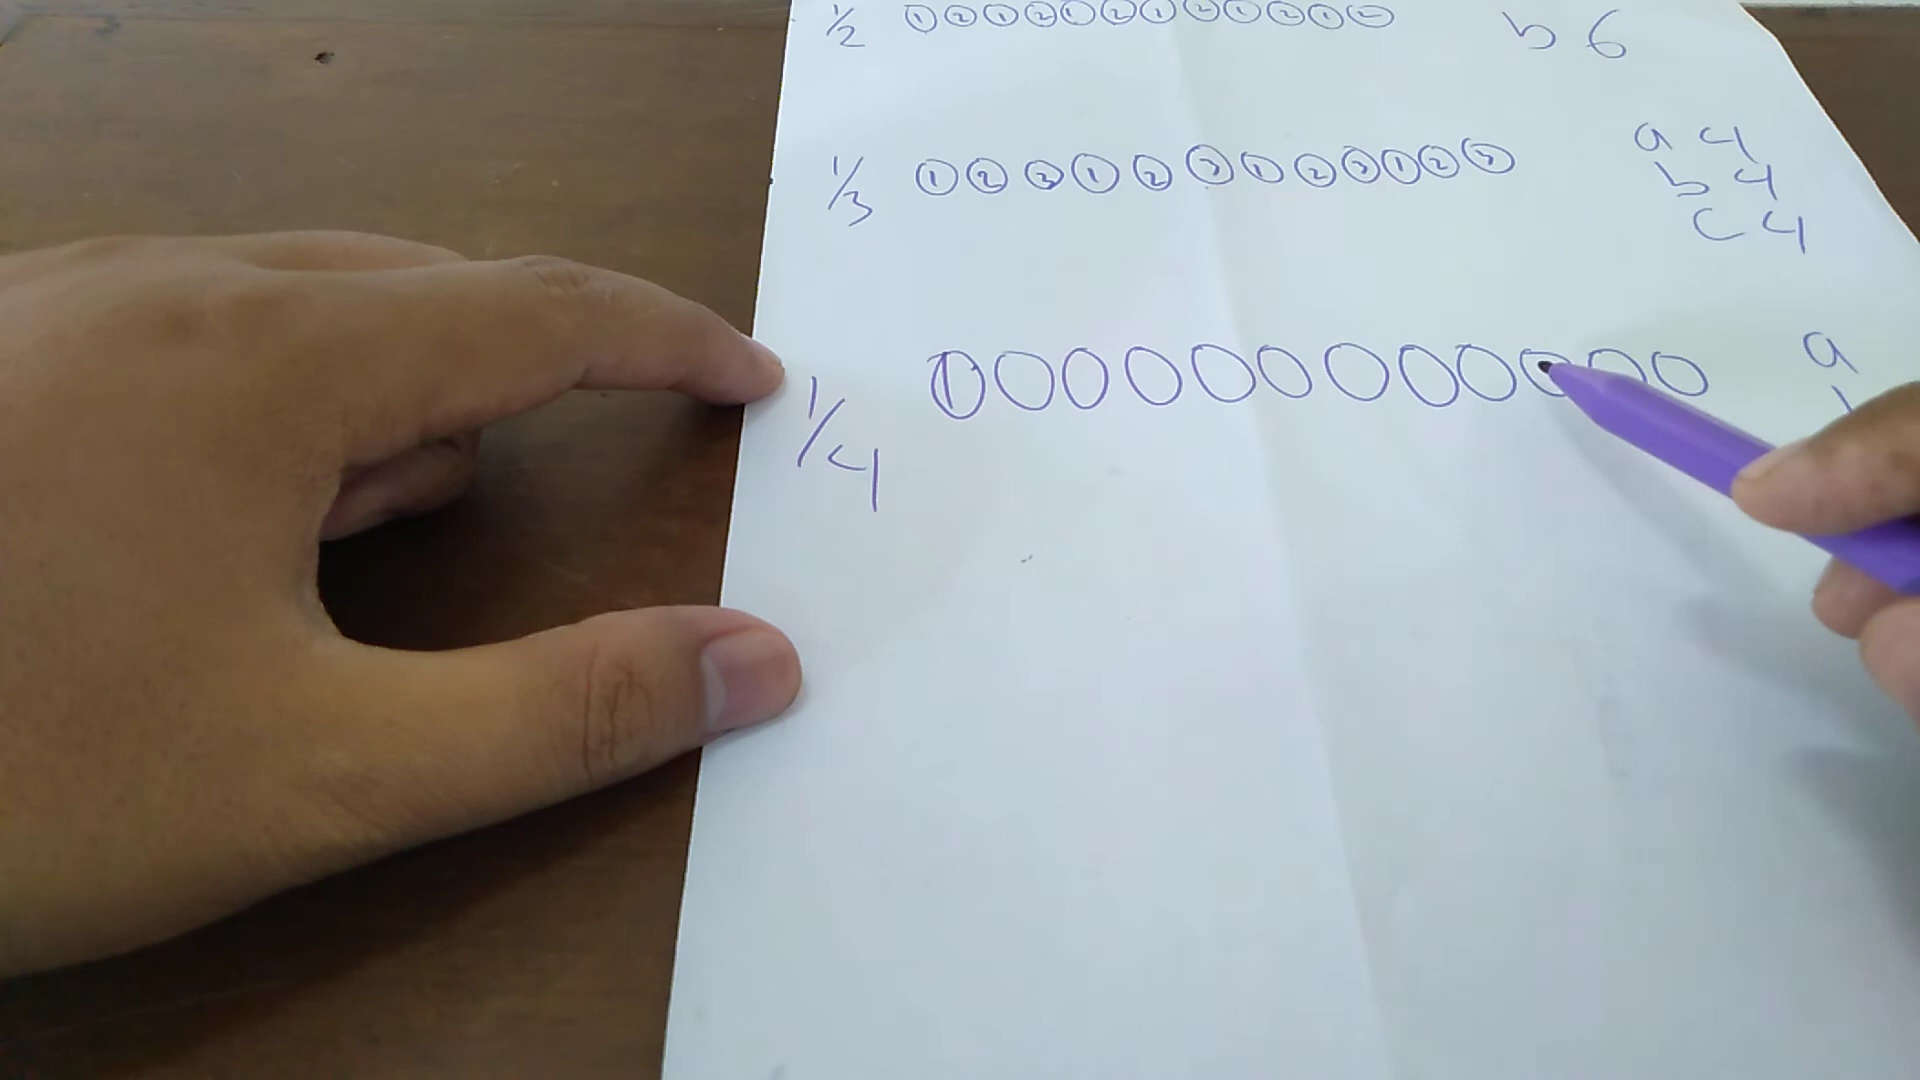 1/2 ① ② ① ② ① ② ① ② ① ② ① ② b 6
1/3 ① ② ③ ① ② ③ ① ② ③ ① ② ③ a 4
b 4
c 4
1/4 ① ○ ○ ○ ○ ○ ○ ○ ○ ○ ○ ○ a